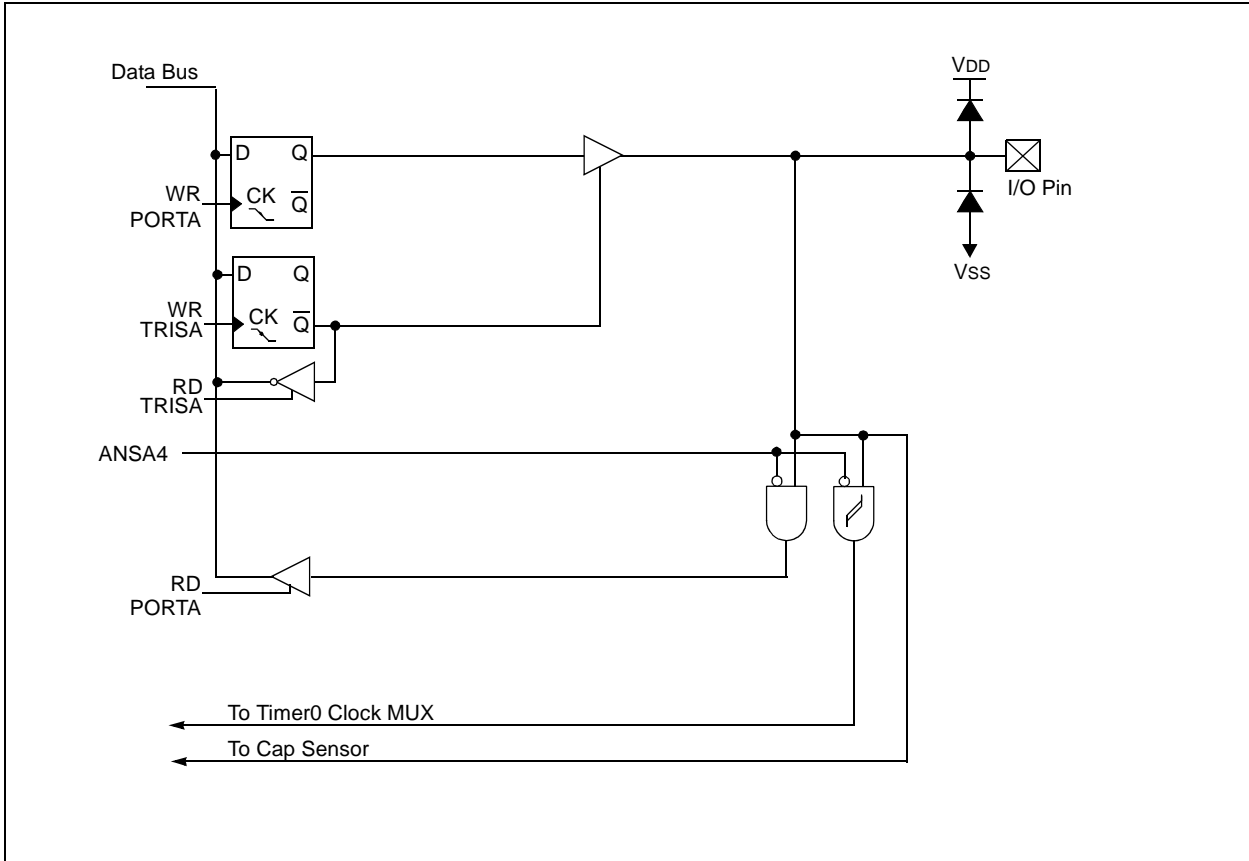 Data Bus
VDD
D Q
CK Q
WR
PORTA
I/O Pin
VSS
D Q
CK Q
WR
TRISA
RD
TRISA
ANSA4
RD
PORTA
To Timer0 Clock MUX
To Cap Sensor